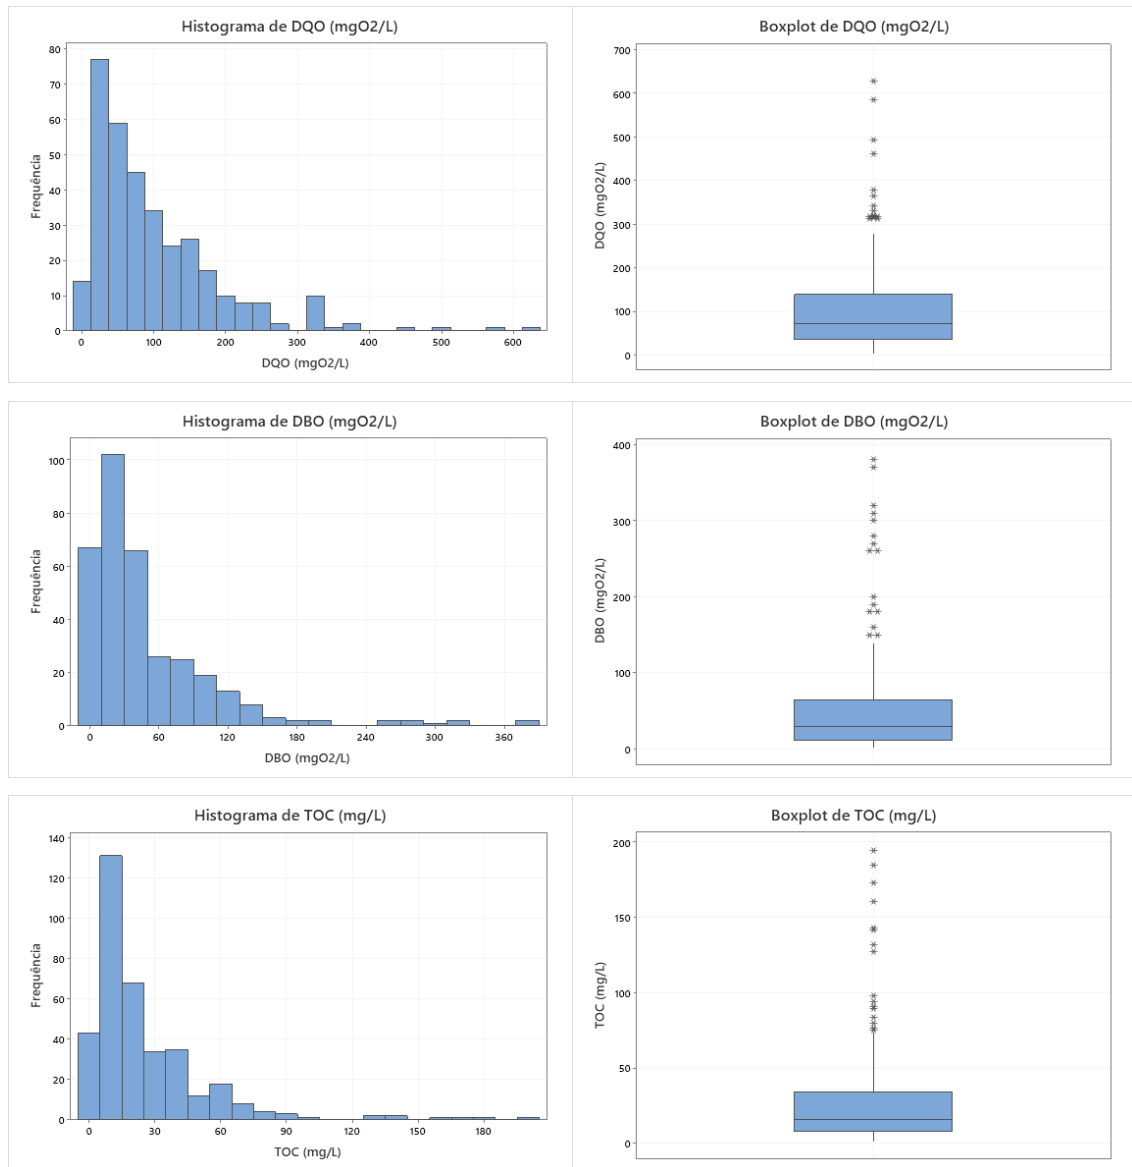 Histograma de DQO (mgO2/L)
80
70
60
50
40
30
20
10
0
Frequência
0 100 200 300 400 500 600
DQO (mgO2/L)
Boxplot de DQO (mgO2/L)
700
600
500
400
300
200
100
0
DQO (mgO2/L)
Histograma de DBO (mgO2/L)
100
80
60
40
20
0
Frequência
0 60 120 180 240 300 360
DBO (mgO2/L)
Boxplot de DBO (mgO2/L)
400
300
200
100
0
DBO (mgO2/L)
Histograma de TOC (mg/L)
140
120
100
80
60
40
20
0
Frequência
0 30 60 90 120 150 180
TOC (mg/L)
Boxplot de TOC (mg/L)
200
150
100
50
0
TOC (mg/L)